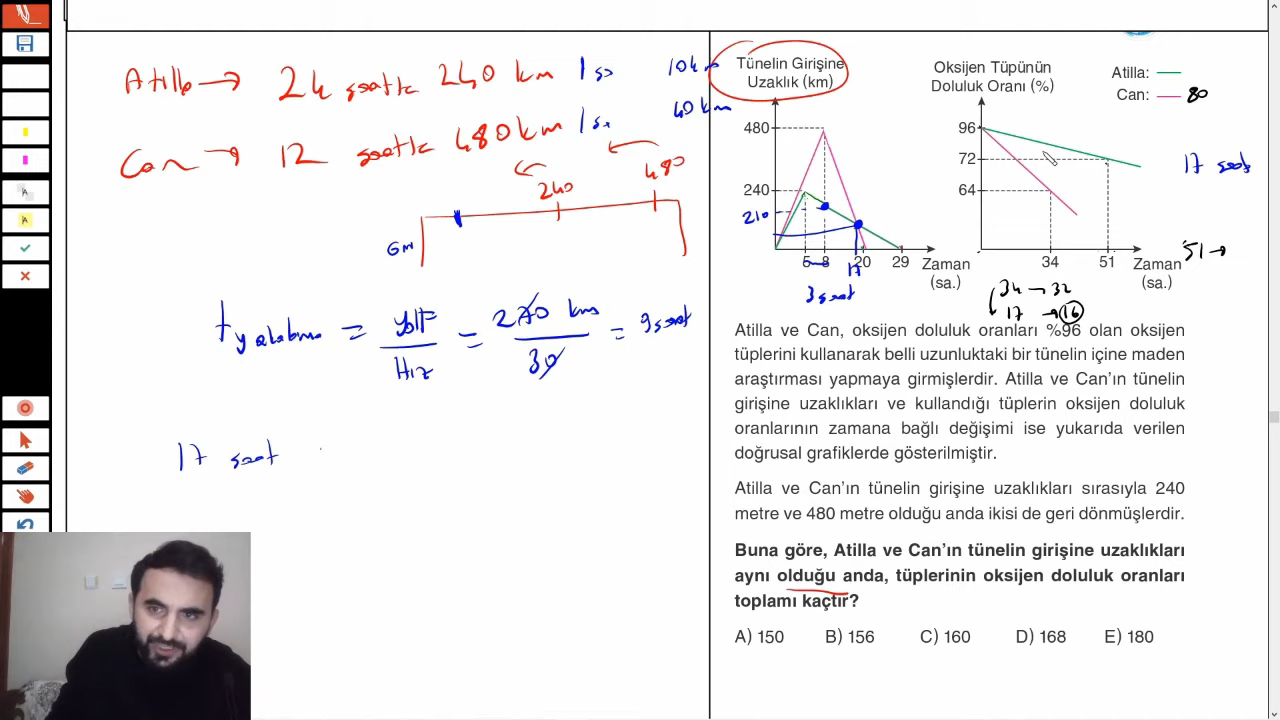 Atilla → 24 saatte 240 km 1 sa 10 km
Can → 12 saatte 480 km 1 sa 40 km
240
480
t yakalama = yol / Hız = 270 km / 30 = 9 saat
17 saat
Tünelin Girişine
Uzaklık (km)
480
240
210
5 8 17 20 29
Zaman
(sa.)
3 saat
Oksijen Tüpünün
Doluluk Oranı (%)
96
72
64
34 51
Zaman
(sa.)
Atilla:
Can: 80
17 saat
51 →
34 → 32
17 → 16
Atilla ve Can, oksijen doluluk oranları %96 olan oksijen
tüplerini kullanarak belli uzunluktaki bir tünelin içine maden
araştırması yapmaya girmişlerdir. Atilla ve Can'ın tünelin
girişine uzaklıkları ve kullandığı tüplerin oksijen doluluk
oranlarının zamana bağlı değişimi ise yukarıda verilen
doğrusal grafiklerde gösterilmiştir.
Atilla ve Can'ın tünelin girişine uzaklıkları sırasıyla 240
metre ve 480 metre olduğu anda ikisi de geri dönmüşlerdir.
Buna göre, Atilla ve Can'ın tünelin girişine uzaklıkları
aynı olduğu anda, tüplerinin oksijen doluluk oranları
toplamı kaçtır?
A) 150 B) 156 C) 160 D) 168 E) 180